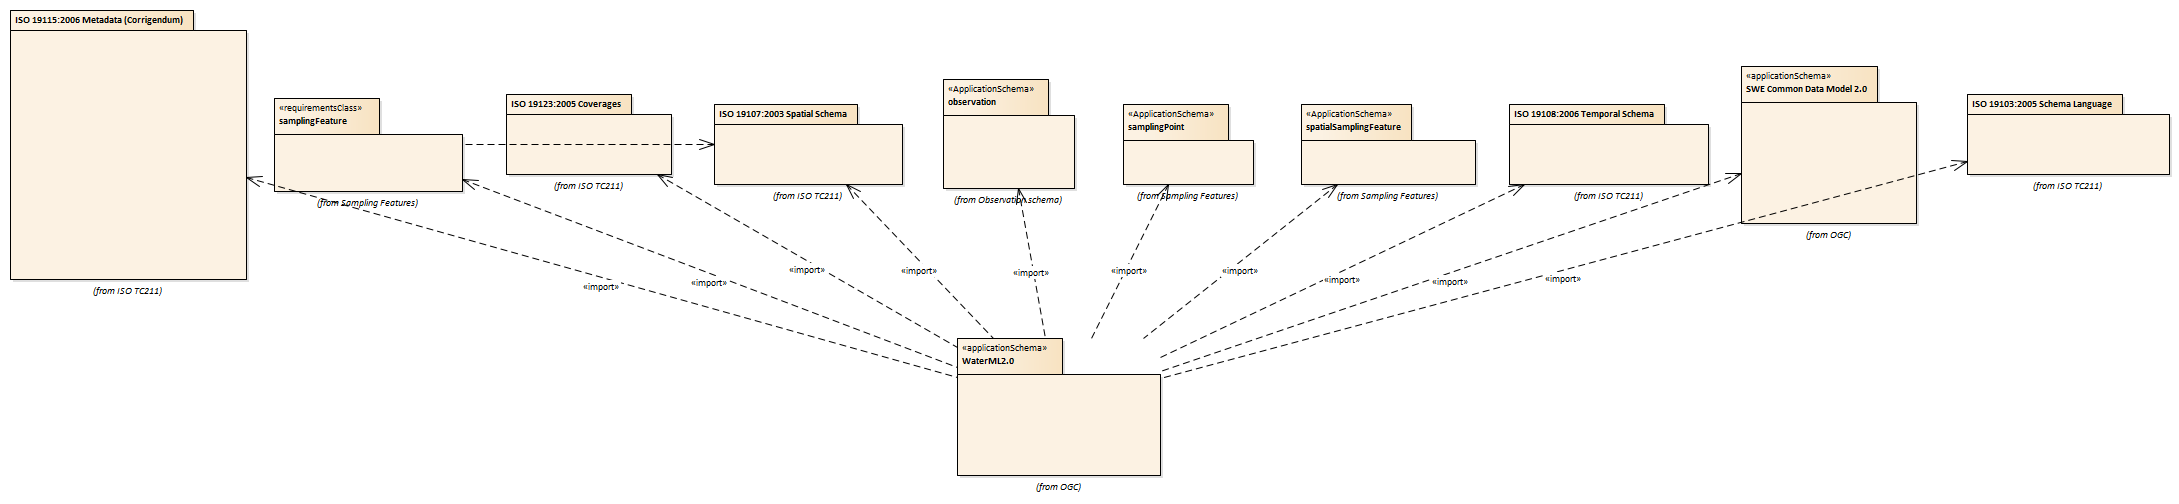 ISO 19115:2006 Metadata (Corrigendum)
(from ISO TC211)
«requirementsClass»
samplingFeature
(from Sampling Features)
ISO 19123:2005 Coverages
(from ISO TC211)
ISO 19107:2003 Spatial Schema
(from ISO TC211)
«ApplicationSchema»
observation
(from Observation schema)
«ApplicationSchema»
samplingPoint
(from Sampling Features)
«ApplicationSchema»
spatialSamplingFeature
(from Sampling Features)
ISO 19108:2006 Temporal Schema
(from ISO TC211)
«applicationSchema»
SWE Common Data Model 2.0
(from OGC)
ISO 19103:2005 Schema Language
(from ISO TC211)
«import»
«import»
«import»
«import»
«import»
«import»
«import»
«import»
«import»
«import»
«applicationSchema»
WaterML2.0
(from OGC)